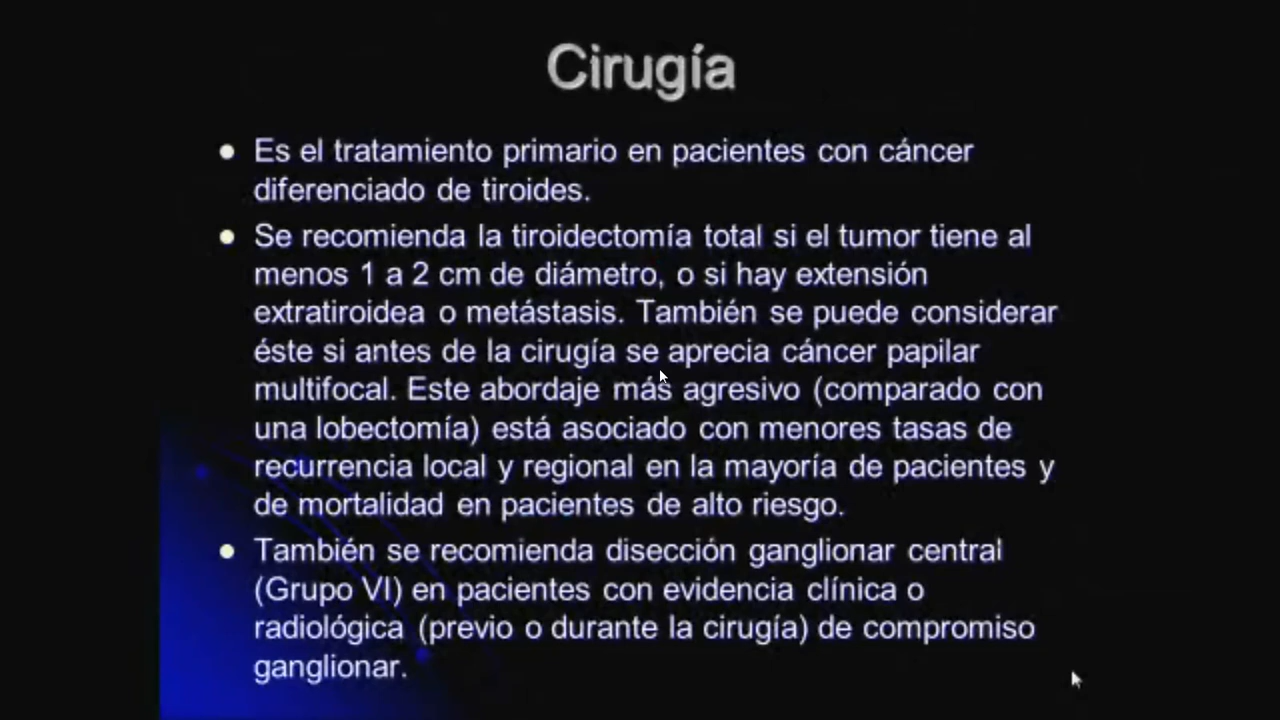 Cirugía
• Es el tratamiento primario en pacientes con cáncer
diferenciado de tiroides.
• Se recomienda la tiroidectomía total si el tumor tiene al
menos 1 a 2 cm de diámetro, o si hay extensión
extratiroidea o metástasis. También se puede considerar
éste si antes de la cirugía se aprecia cáncer papilar
multifocal. Este abordaje más agresivo (comparado con
una lobectomía) está asociado con menores tasas de
recurrencia local y regional en la mayoría de pacientes y
de mortalidad en pacientes de alto riesgo.
• También se recomienda disección ganglionar central
(Grupo VI) en pacientes con evidencia clínica o
radiológica (previo o durante la cirugía) de compromiso
ganglionar.